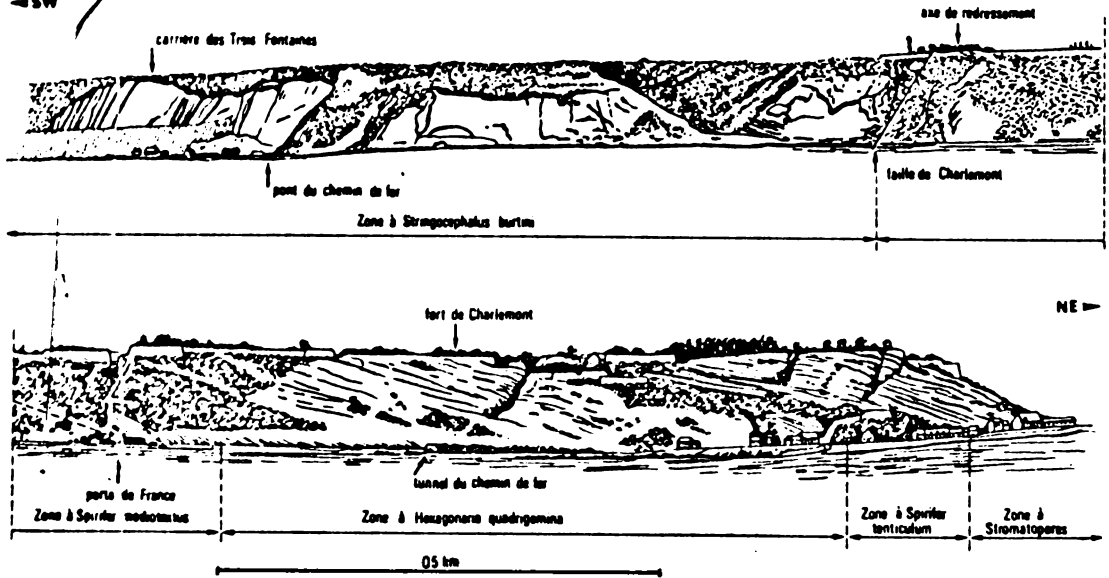 SW
axe de redressement
carrière des Trois Fontaines
pont du chemin de fer
faille de Charlemont
Zone à Stringocephalus burtini
NE
fort de Charlemont
porte de France
tunnel du chemin de fer
Zone à Spirifer mediotextus
Zone à Hexagonaria quadrigemina
Zone à Spirifer
tenticulum
Zone à
Stromatopores
0,5 km